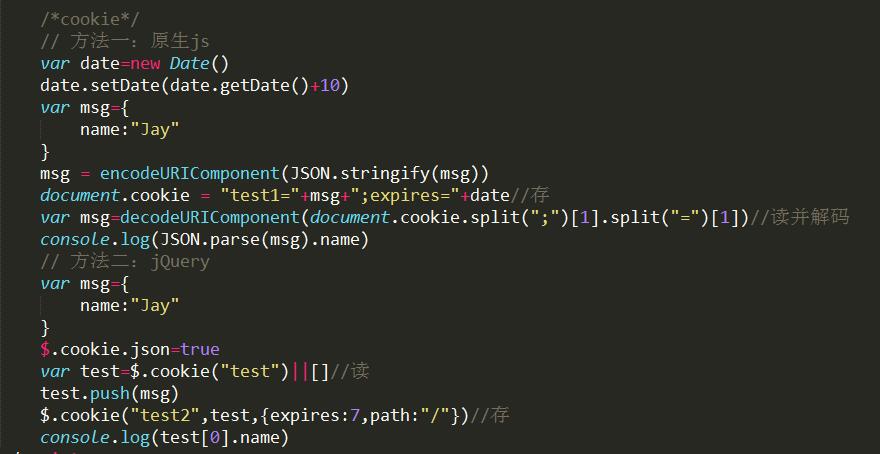 /*cookie*/
// 方法一：原生js
var date=new Date()
date.setDate(date.getDate()+10)
var msg={
    name:"Jay"
}
msg = encodeURIComponent(JSON.stringify(msg))
document.cookie = "test1="+msg+";expires="+date//存
var msg=decodeURIComponent(document.cookie.split(";")[1].split("=")[1])//读并解码
console.log(JSON.parse(msg).name)
// 方法二：jQuery
var msg={
    name:"Jay"
}
$.cookie.json=true
var test=$.cookie("test")||[]//读
test.push(msg)
$.cookie("test2",test,{expires:7,path:"/"})//存
console.log(test[0].name)